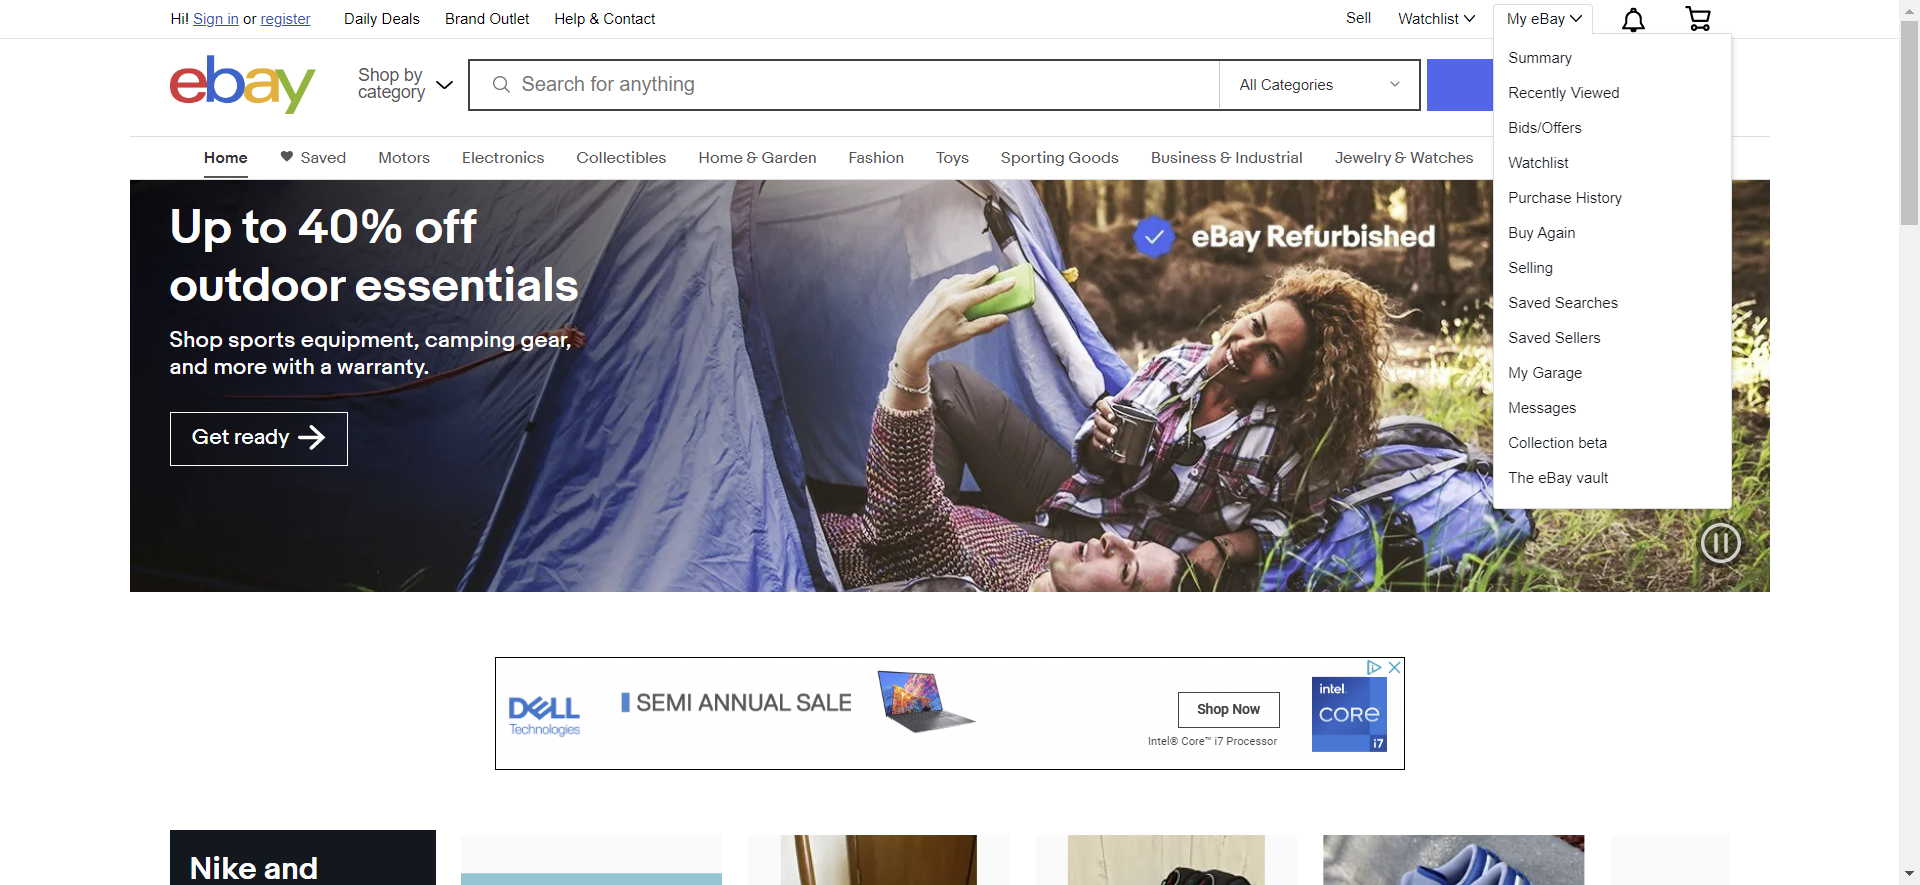 Hi! Sign in or register
Daily Deals
Brand Outlet
Help & Contact
Sell
Watchlist
My eBay
Summary
Recently Viewed
Bids/Offers
Watchlist
Purchase History
Buy Again
Selling
Saved Searches
Saved Sellers
My Garage
Messages
Collection beta
The eBay vault
ebay
Shop by
category
Search for anything
All Categories
Home
Saved
Motors
Electronics
Collectibles
Home & Garden
Fashion
Toys
Sporting Goods
Business & Industrial
Jewelry & Watches
Up to 40% off
outdoor essentials
Shop sports equipment, camping gear,
and more with a warranty.
Get ready
eBay Refurbished
DELL
Technologies
SEMI ANNUAL SALE
Shop Now
Intel® Core™ i7 Processor
intel.
CORE
i7
Nike and